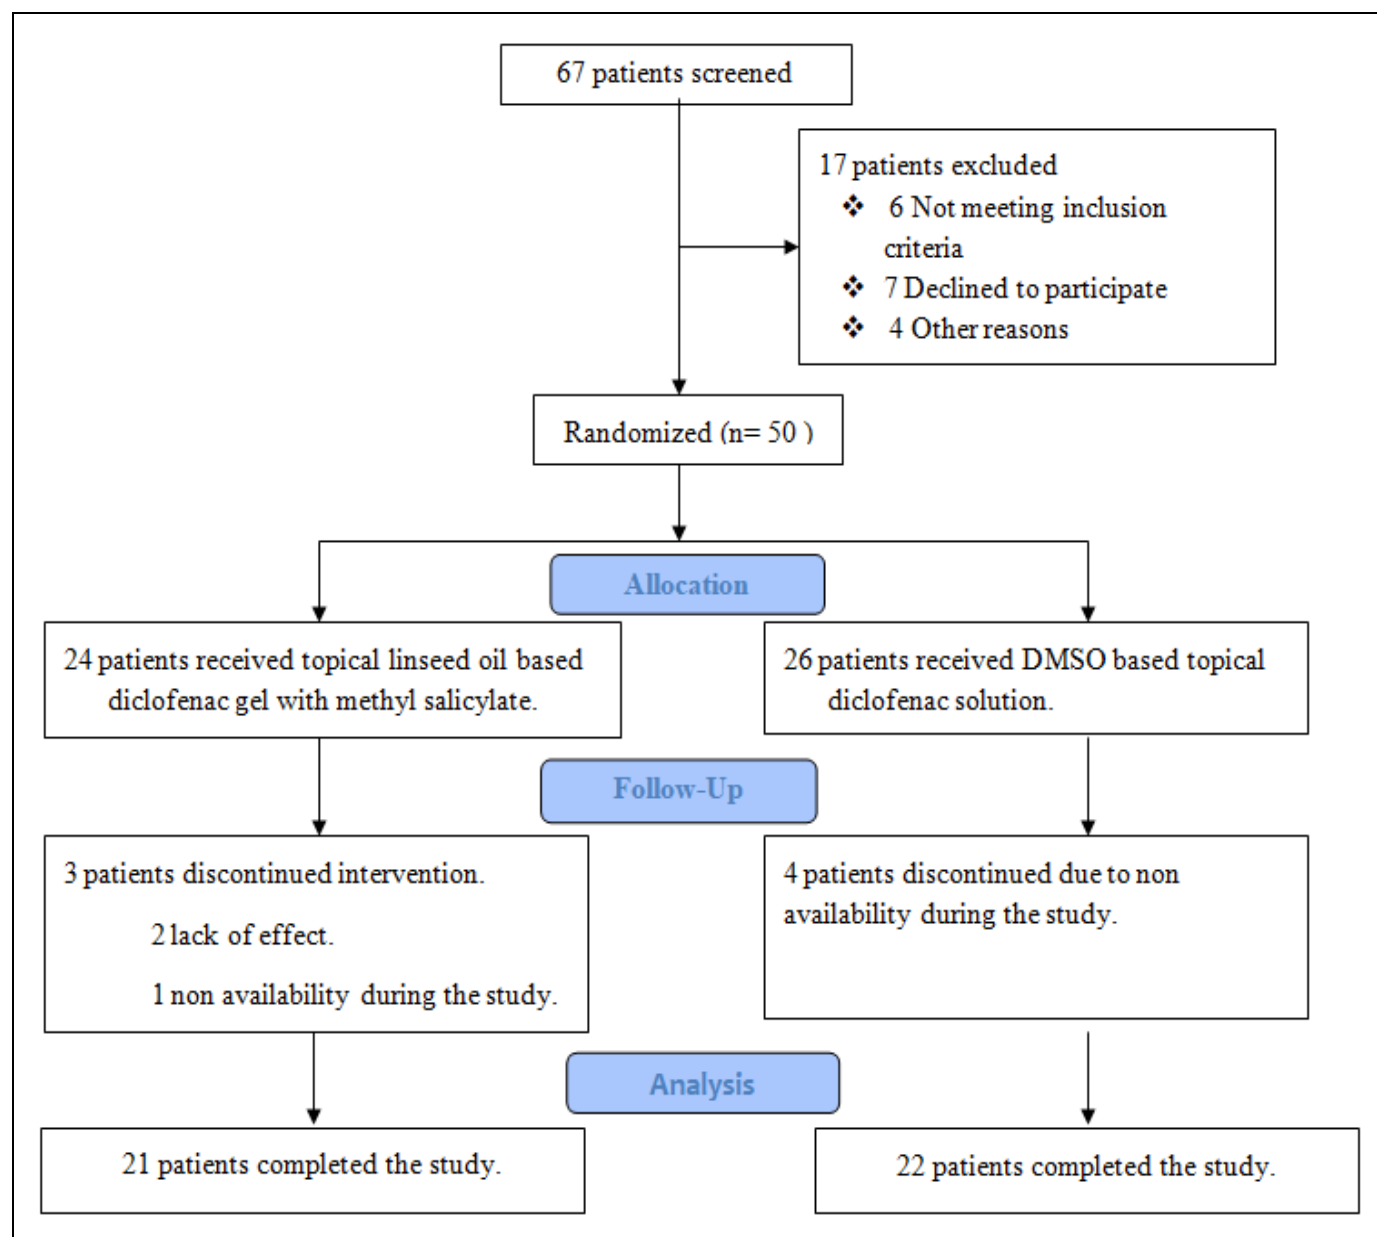 67 patients screened
17 patients excluded
❖ 6 Not meeting inclusion
criteria
❖ 7 Declined to participate
❖ 4 Other reasons
Randomized (n= 50 )
Allocation
24 patients received topical linseed oil based
diclofenac gel with methyl salicylate.
26 patients received DMSO based topical
diclofenac solution.
Follow-Up
3 patients discontinued intervention.
2 lack of effect.
1 non availability during the study.
4 patients discontinued due to non
availability during the study.
Analysis
21 patients completed the study.
22 patients completed the study.